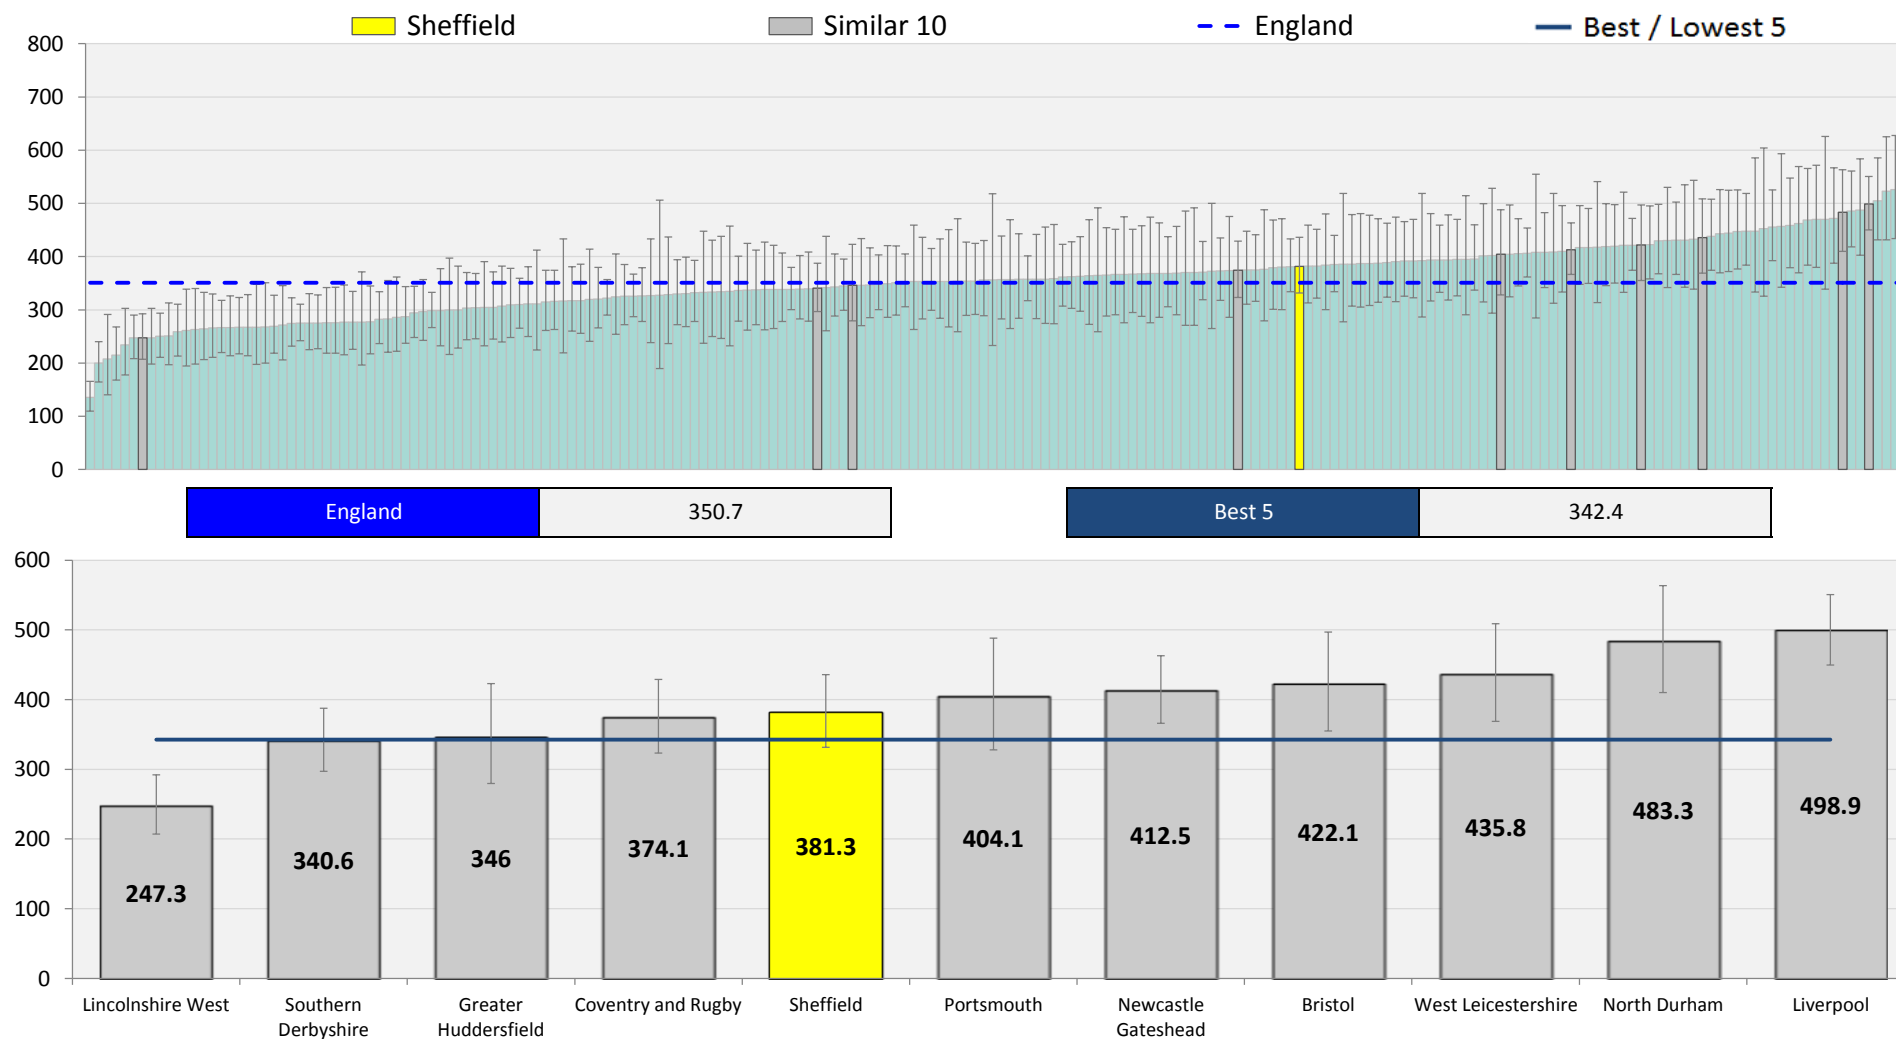 Sheffield
Similar 10
England
Best / Lowest 5
800
700
600
500
400
300
200
100
0
England
350.7
Best 5
342.4
600
500
400
300
200
100
0
247.3
340.6
346
374.1
381.3
404.1
412.5
422.1
435.8
483.3
498.9
Lincolnshire West
Southern
Derbyshire
Greater
Huddersfield
Coventry and Rugby
Sheffield
Portsmouth
Newcastle
Gateshead
Bristol
West Leicestershire
North Durham
Liverpool